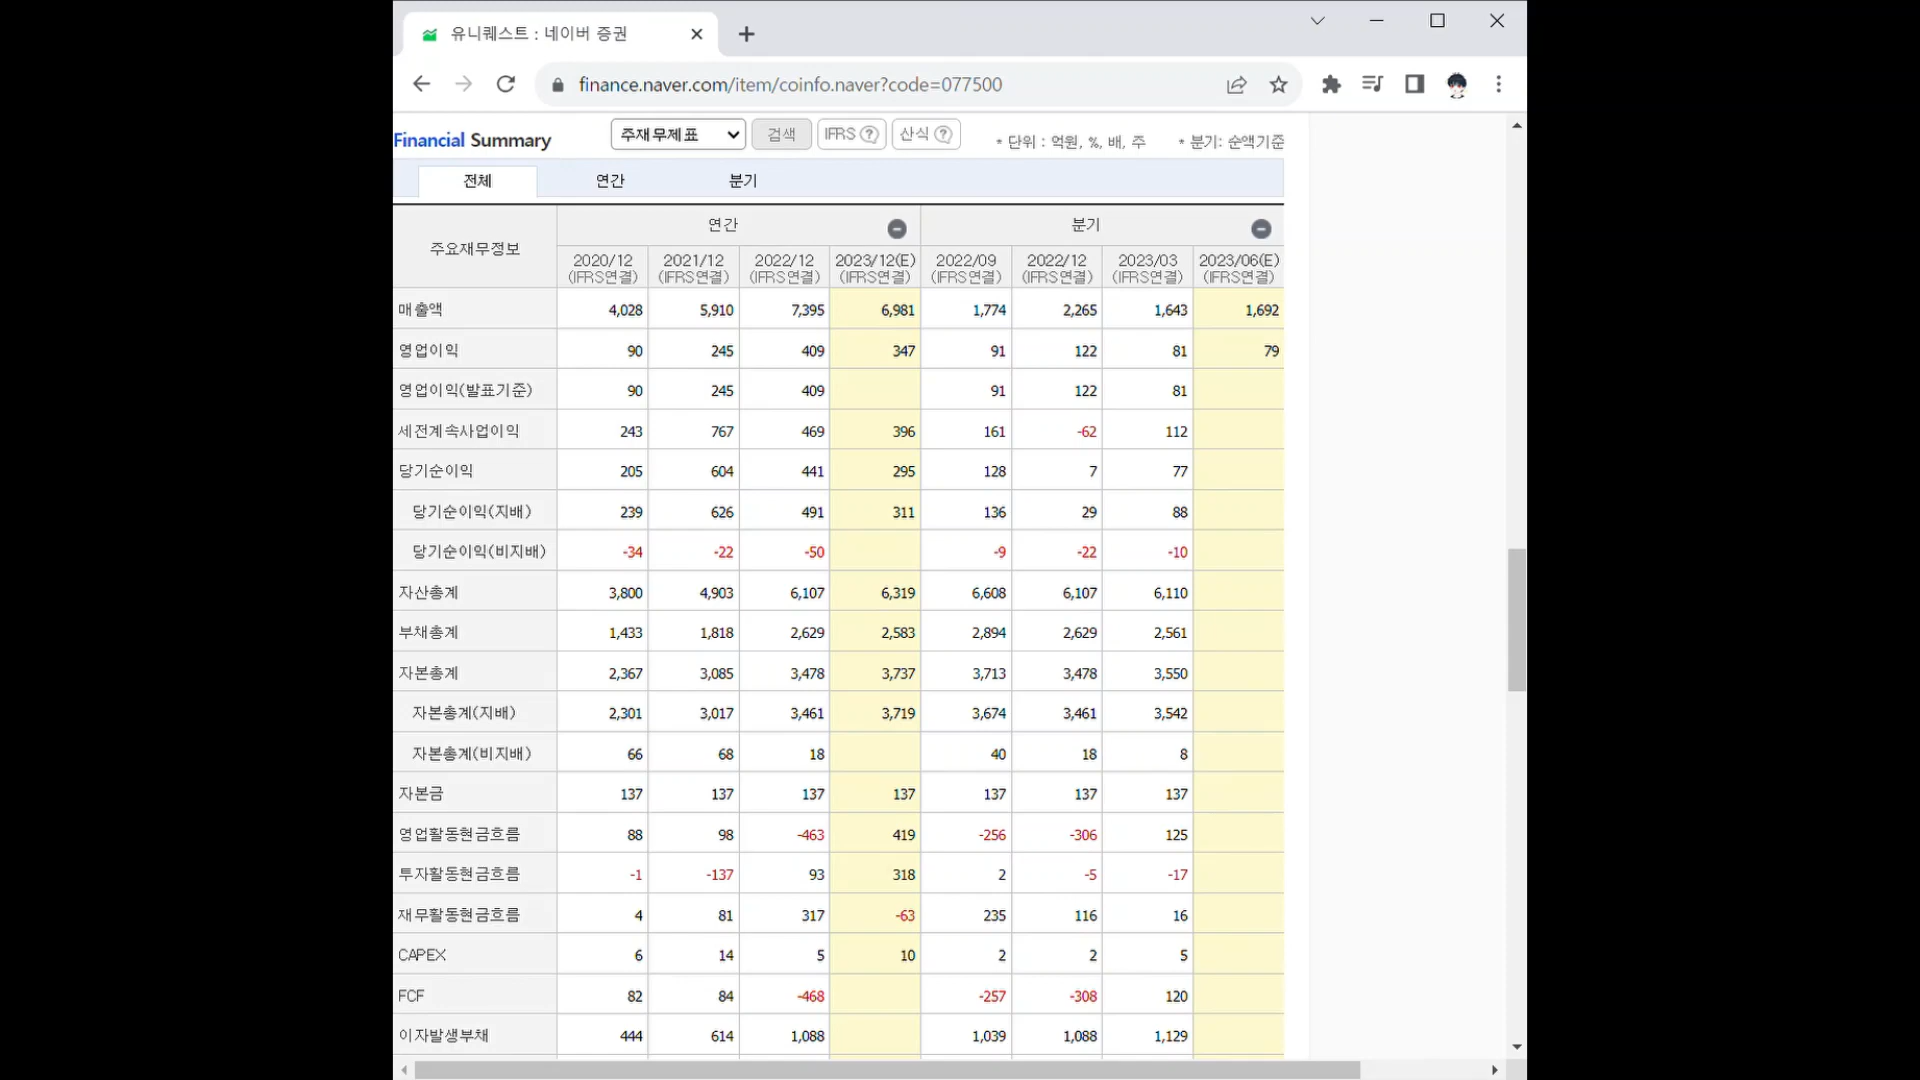 유니퀘스트 : 네이버 증권
finance.naver.com/item/coinfo.naver?code=077500
Financial Summary 주재무제표 검색 IFRS ? 산식 ? * 단위 : 억원, %, 배, 주 * 분기: 순액기준
전체 연간 분기
주요재무정보 연간 분기
2020/12 2021/12 2022/12 2023/12(E) 2022/09 2022/12 2023/03 2023/06(E)
(IFRS연결) (IFRS연결) (IFRS연결) (IFRS연결) (IFRS연결) (IFRS연결) (IFRS연결) (IFRS연결)
매출액 4,028 5,910 7,395 6,981 1,774 2,265 1,643 1,692
영업이익 90 245 409 347 91 122 81 79
영업이익(발표기준) 90 245 409 91 122 81
세전계속사업이익 243 767 469 396 161 -62 112
당기순이익 205 604 441 295 128 7 77
당기순이익(지배) 239 626 491 311 136 29 88
당기순이익(비지배) -34 -22 -50 -9 -22 -10
자산총계 3,800 4,903 6,107 6,319 6,608 6,107 6,110
부채총계 1,433 1,818 2,629 2,583 2,894 2,629 2,561
자본총계 2,367 3,085 3,478 3,737 3,713 3,478 3,550
자본총계(지배) 2,301 3,017 3,461 3,719 3,674 3,461 3,542
자본총계(비지배) 66 68 18 40 18 8
자본금 137 137 137 137 137 137 137
영업활동현금흐름 88 98 -463 419 -256 -306 125
투자활동현금흐름 -1 -137 93 318 2 -5 -17
재무활동현금흐름 4 81 317 -63 235 116 16
CAPEX 6 14 5 10 2 2 5
FCF 82 84 -468 -257 -308 120
이자발생부채 444 614 1,088 1,039 1,088 1,129